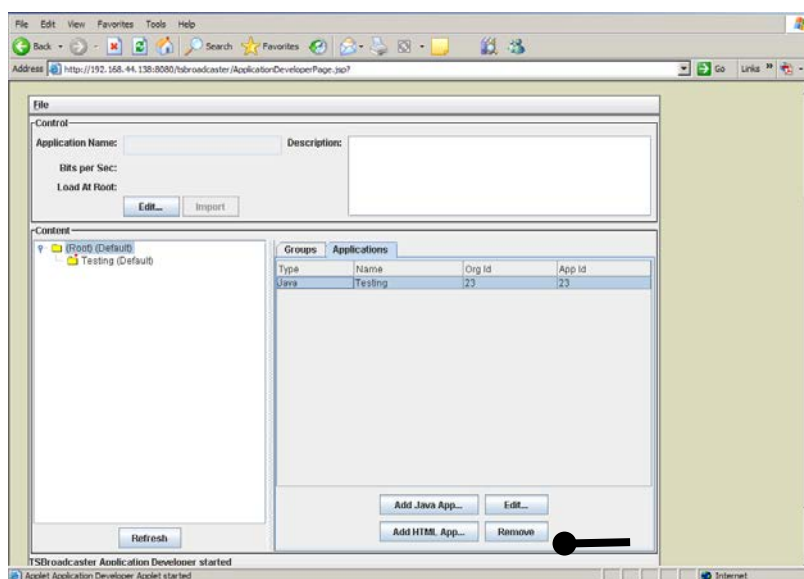 File Edit View Favorites Tools Help
Back Search Favorites
Address http://192.168.44.138:8080/tsbroadcaster/ApplicationDeveloperPage.jsp? Go Links »
File
Control
Application Name: Description:
Bits per Sec:
Load At Root:
Edit... Import
Content
(Root) (Default)
Testing (Default)
Groups Applications
Type Name Org Id App Id
Java Testing 23 23
Add Java App... Edit...
Add HTML App... Remove
Refresh
TSBroadcaster Application Developer started
Applet Application Developer Applet started Internet